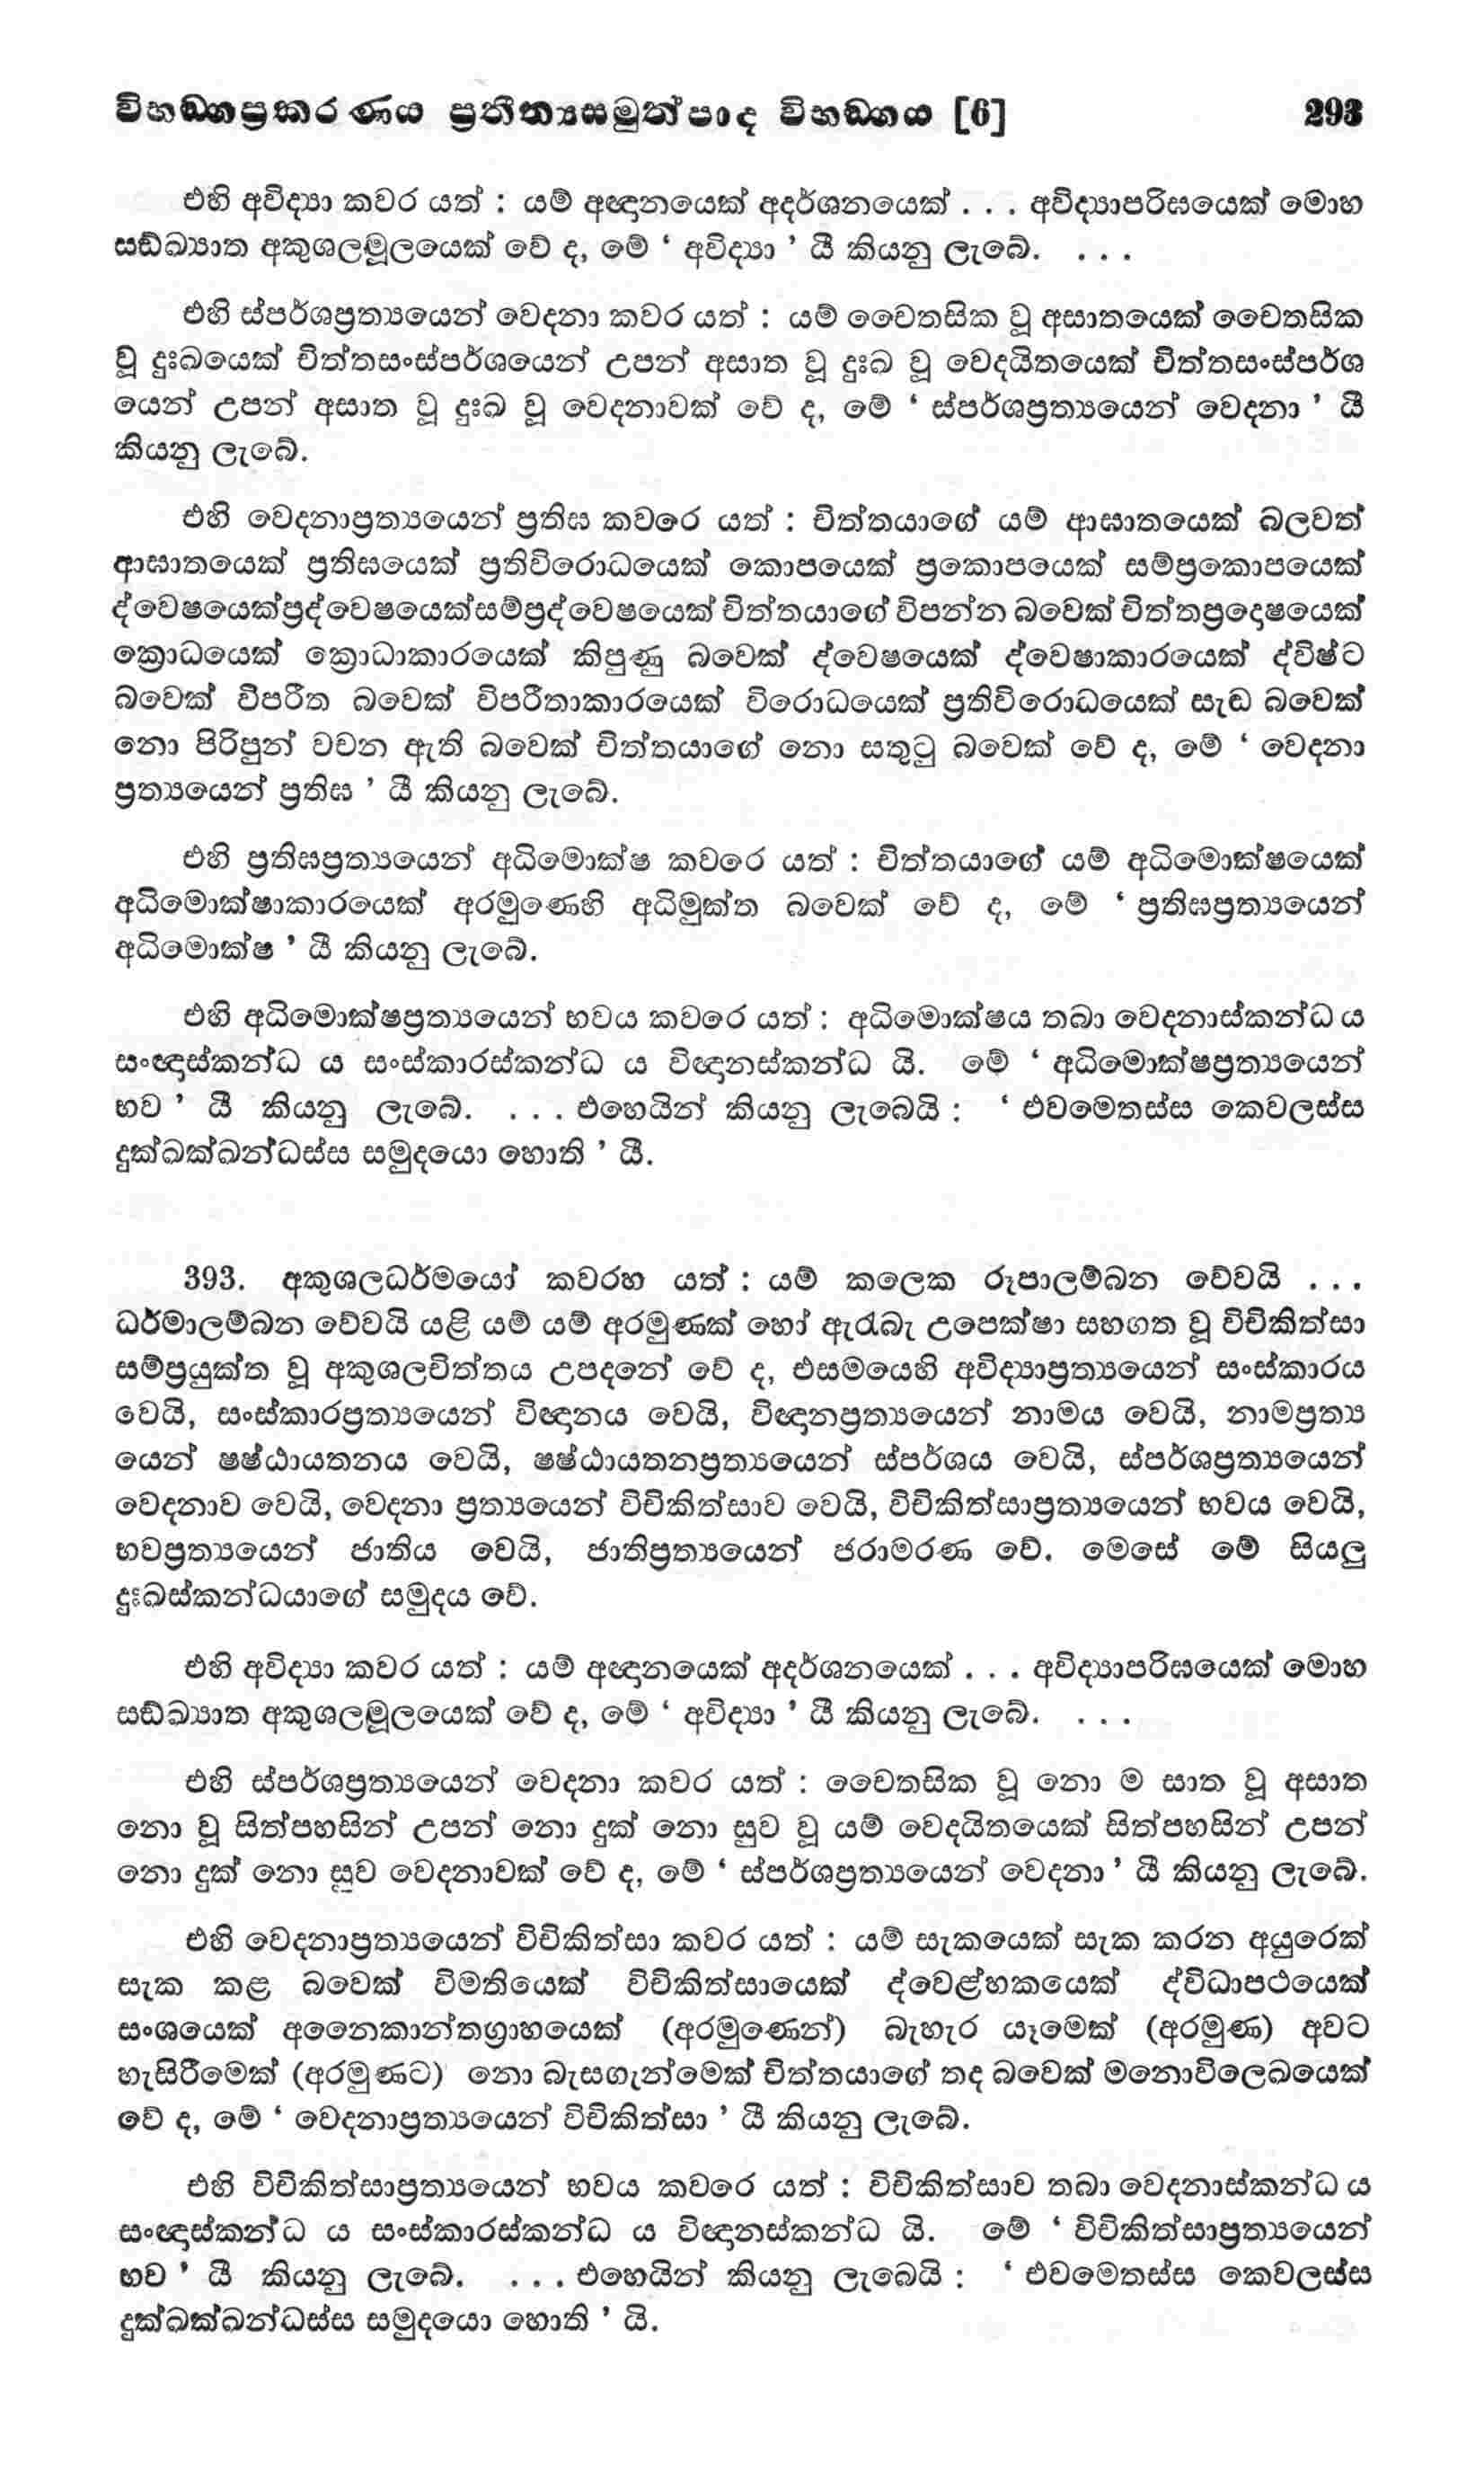 විභඞ්ගප්‍රකරණය ප්‍රතීත්‍යසමුත්පාද විභඞ්ගය [6] 293
එහි අවිද්‍යා කවර යත් : යම් අඥානයෙක් අදර්ශනයෙක් . . . අවිද්‍යාපරිඝයෙක් මොහ
සඞ්ඛ්‍යාත අකුශලමූලයෙක් වේ ද, මේ ‘ අවිද්‍යා ’ යී කියනු ලැබේ. . . .
එහි ස්පර්ශප්‍රත්‍යයෙන් වෙදනා කවර යත් : යම් චෛතසික වූ අසාතයෙක් චෛතසික
වූ දුඃඛයෙක් චිත්තසංස්පර්ශයෙන් උපන් අසාත වූ දුඃඛ වූ වෙදයිතයෙක් චිත්තසංස්පර්ශ
යෙන් උපන් අසාත වූ දුඃඛ වූ වෙදනාවක් වේ ද, මේ ‘ ස්පර්ශප්‍රත්‍යයෙන් වෙදනා ’ යී
කියනු ලැබේ.
එහි වෙදනාප්‍රත්‍යයෙන් ප්‍රතිඝ කවරෙ යත් : චිත්තයාගේ යම් ආඝාතයෙක් බලවත්
ආඝාතයෙක් ප්‍රතිඝයෙක් ප්‍රතිවිරොධයෙක් කොපයෙක් ප්‍රකොපයෙක් සම්ප්‍රකොපයෙක්
ද්වෙෂයෙක්ප්‍රද්වෙෂයෙක්සම්ප්‍රද්වෙෂයෙක් චිත්තයාගේ විපන්න බවෙක් චිත්තප්‍රදොෂයෙක්
ක්‍රොධයෙක් ක්‍රොධාකාරයෙක් කිපුණු බවෙක් ද්වෙෂයෙක් ද්වෙෂාකාරයෙක් ද්විෂ්ට
බවෙක් විපරීත බවෙක් විපරීතාකාරයෙක් විරොධයෙක් ප්‍රතිවිරොධයෙක් සැඬ බවෙක්
නො පිරිපුන් වචන ඇති බවෙක් චිත්තයාගේ නො සතුටු බවෙක් වේ ද, මේ ‘ වෙදනා
ප්‍රත්‍යයෙන් ප්‍රතිඝ ’ යී කියනු ලැබේ.
එහි ප්‍රතිඝප්‍රත්‍යයෙන් අධිමොක්ෂ කවරෙ යත් : චිත්තයාගේ යම් අධිමොක්ෂයෙක්
අධිමොක්ෂාකාරයෙක් අරමුණෙහි අධිමුක්ත බවෙක් වේ ද, මේ ‘ ප්‍රතිඝප්‍රත්‍යයෙන්
අධිමොක්ෂ ’ යී කියනු ලැබේ.
එහි අධිමොක්ෂප්‍රත්‍යයෙන් භවය කවරෙ යත් : අධිමොක්ෂය තබා වෙදනාස්කන්ධ ය
සංඥාස්කන්ධ ය සංස්කාරස්කන්ධ ය විඥානස්කන්ධ යි. මේ ‘ අධිමොක්ෂප්‍රත්‍යයෙන්
භව ’ යී කියනු ලැබේ. . . . එහෙයින් කියනු ලැබෙයි : ‘ එවමෙතස්ස කෙවලස්ස
දුක්ඛක්ඛන්ධස්ස සමුදයො හොති ’ යී.
393. අකුශලධර්මයෝ කවරහ යත් : යම් කලෙක රූපාලම්බන වේවයි . . .
ධර්මාලම්බන වේවයි යළි යම් යම් අරමුණක් හෝ ඇරැබැ උපෙක්ෂා සහගත වූ විචිකිත්සා
සම්ප්‍රයුක්ත වූ අකුශලචිත්තය උපදනේ වේ ද, එසමයෙහි අවිද්‍යාප්‍රත්‍යයෙන් සංස්කාරය
වෙයි, සංස්කාරප්‍රත්‍යයෙන් විඥානය වෙයි, විඥානප්‍රත්‍යයෙන් නාමය වෙයි, නාමප්‍රත්‍ය
යෙන් ෂෂ්ඨායතනය වෙයි, ෂෂ්ඨායතනප්‍රත්‍යයෙන් ස්පර්ශය වෙයි, ස්පර්ශප්‍රත්‍යයෙන්
වෙදනාව වෙයි, වෙදනා ප්‍රත්‍යයෙන් විචිකිත්සාව වෙයි, විචිකිත්සාප්‍රත්‍යයෙන් භවය වෙයි,
භවප්‍රත්‍යයෙන් ජාතිය වෙයි, ජාතිප්‍රත්‍යයෙන් ජරාමරණ වේ. මෙසේ මේ සියලු
දුඃඛස්කන්ධයාගේ සමුදය වේ.
එහි අවිද්‍යා කවර යත් : යම් අඥානයෙක් අදර්ශනයෙක් . . . අවිද්‍යාපරිඝයෙක් මොහ
සඞ්ඛ්‍යාත අකුශලමූලයෙක් වේ ද, මේ ‘ අවිද්‍යා ’ යී කියනු ලැබේ. . . .
එහි ස්පර්ශප්‍රත්‍යයෙන් වෙදනා කවර යත් : චෛතසික වූ නො ම සාත වූ අසාත
නො වූ සිත්පහසින් උපන් නො දුක් නො සුව වූ යම් වෙදයිතයෙක් සිත්පහසින් උපන්
නො දුක් නො සුව වෙදනාවක් වේ ද, මේ ‘ ස්පර්ශප්‍රත්‍යයෙන් වෙදනා ’ යී කියනු ලැබේ.
එහි වෙදනාප්‍රත්‍යයෙන් විචිකිත්සා කවර යත් : යම් සැකයෙක් සැක කරන අයුරෙක්
සැක කළ බවෙක් විමතියෙක් විචිකිත්සායෙක් ද්වෙළ්හකයෙක් ද්විධාපථයෙක්
සංශයෙක් අනෛකාන්තග්‍රාහයෙක් (අරමුණෙන්) බැහැර යෑමෙක් (අරමුණ) අවට
හැසිරීමෙක් (අරමුණට) නො බැසගැන්මෙක් චිත්තයාගේ තද බවෙක් මනොවිලෙඛයෙක්
වේ ද, මේ ‘ වෙදනාප්‍රත්‍යයෙන් විචිකිත්සා ’ යී කියනු ලැබේ.
එහි විචිකිත්සාප්‍රත්‍යයෙන් භවය කවරෙ යත් : විචිකිත්සාව තබා වෙදනාස්කන්ධ ය
සංඥාස්කන්ධ ය සංස්කාරස්කන්ධ ය විඥානස්කන්ධ යි. මේ ‘ විචිකිත්සාප්‍රත්‍යයෙන්
භව ’ යී කියනු ලැබේ. . . . එහෙයින් කියනු ලැබෙයි : ‘ එවමෙතස්ස කෙවලස්ස
දුක්ඛක්ඛන්ධස්ස සමුදයො හොති ’ යි.